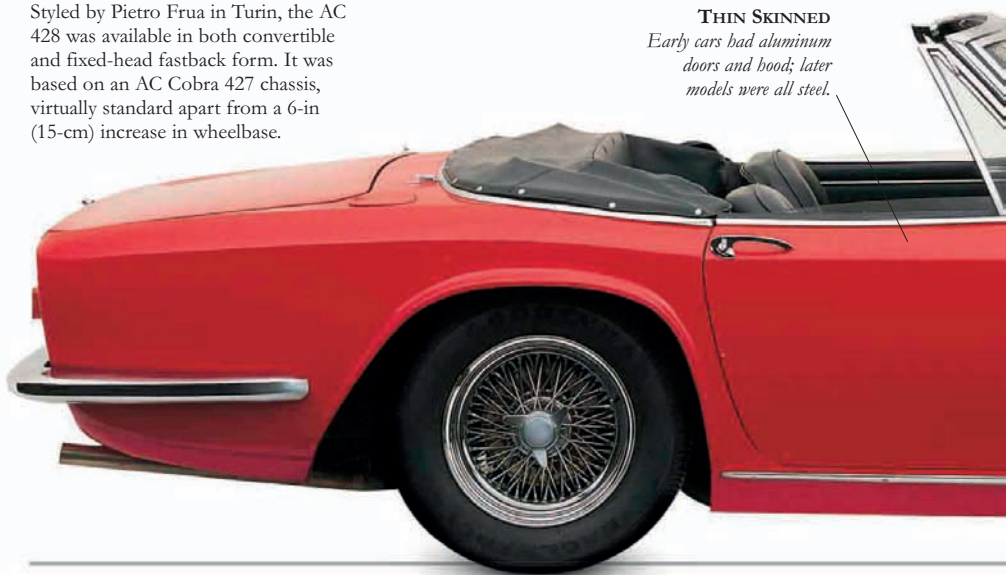 Styled by Pietro Frua in Turin, the AC
428 was available in both convertible
and fixed-head fastback form. It was
based on an AC Cobra 427 chassis,
virtually standard apart from a 6-in
(15-cm) increase in wheelbase.
THIN SKINNED
Early cars had aluminum
doors and hood; later
models were all steel.